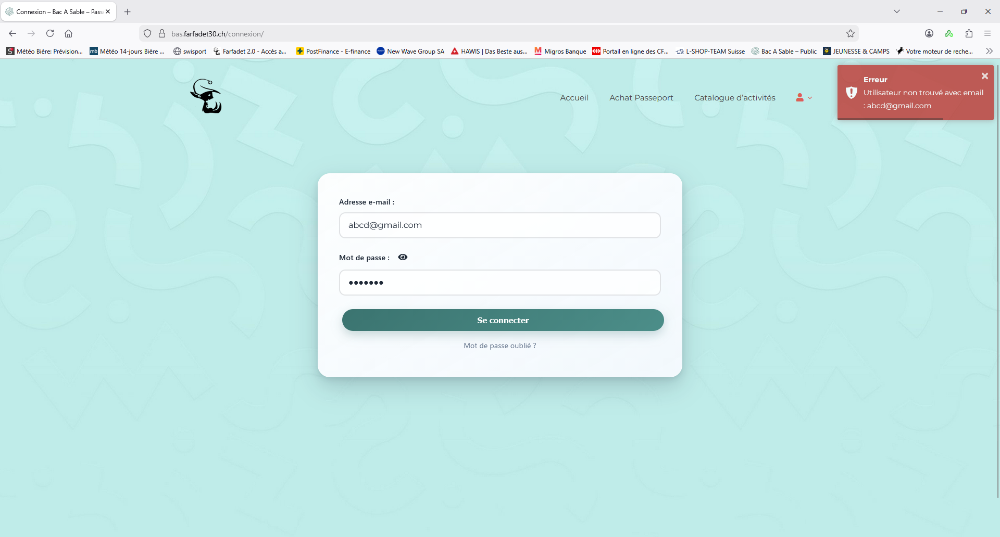 Connexion – Bac A Sable – Pass
bas.farfadet30.ch/connexion/
Météo Bière: Prévision...
Météo 14-jours Bière ...
swisport
Farfadet 2.0 - Accès a...
PostFinance - E-finance
New Wave Group SA
HAWIS | Das Beste aus...
Migros Banque
Portail en ligne des CF...
L-SHOP-TEAM Suisse
Bac A Sable – Public
JEUNESSE & CAMPS
Votre moteur de reche...
Accueil
Achat Passeport
Catalogue d’activités
Erreur
Utilisateur non trouvé avec email
: abcd@gmail.com
Adresse e-mail :
abcd@gmail.com
Mot de passe :
Se connecter
Mot de passe oublié ?